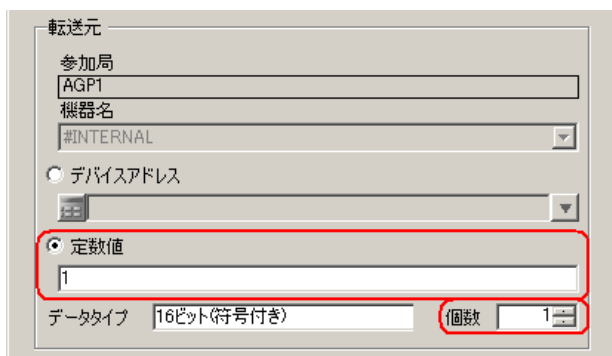 転送元
参加局
AGP1
機器名
#INTERNAL
デバイスアドレス
定数値
1
データタイプ 16ビット(符号付き) 個数 1